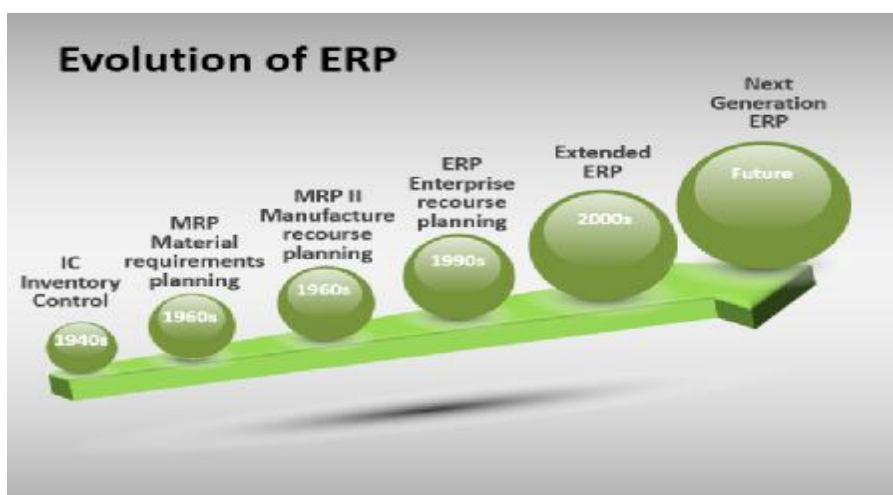 Evolution of ERP
IC
Inventory
Control
1940s
MRP
Material
requirements
planning
1960s
MRP II
Manufacture
recourse
planning
1960s
ERP
Enterprise
recourse
planning
1990s
Extended
ERP
2000s
Next
Generation
ERP
Future